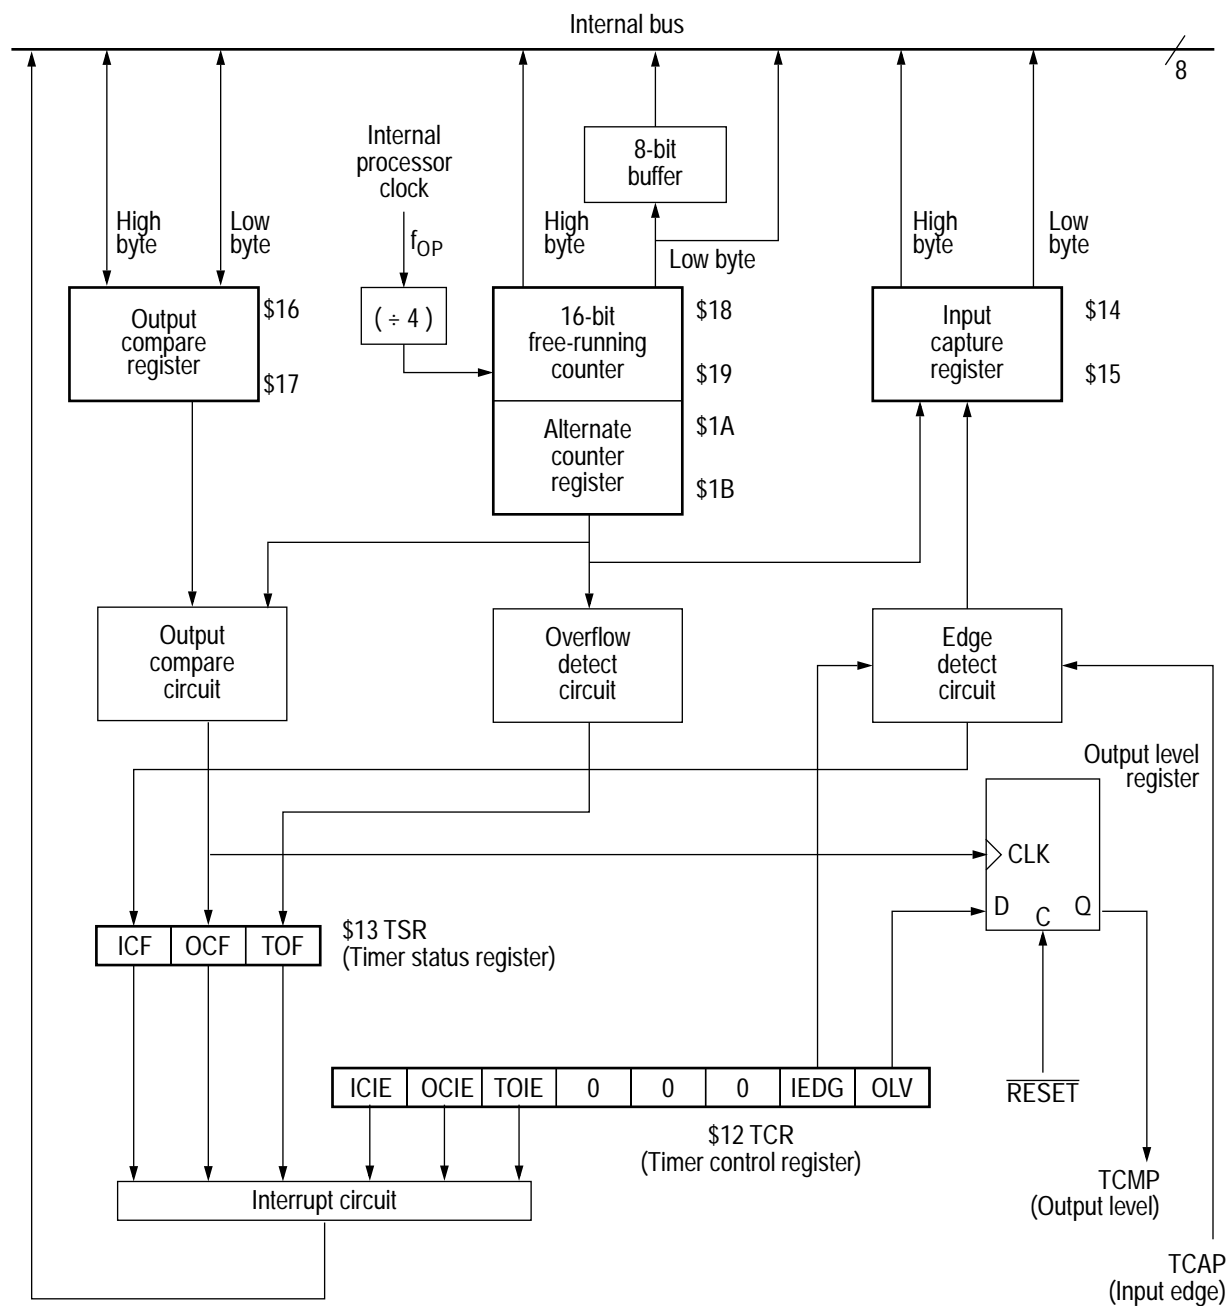 Internal bus
8
Internal
processor
clock
8-bit
buffer
High
byte
Low
byte
fOP
High
byte
Low byte
High
byte
Low
byte
Output
compare
register
$16
$17
( ÷ 4 )
16-bit
free-running
counter
$18
$19
Alternate
counter
register
$1A
$1B
Input
capture
register
$14
$15
Output
compare
circuit
Overflow
detect
circuit
Edge
detect
circuit
Output level
register
CLK
D
C
Q
ICF OCF TOF
$13 TSR
(Timer status register)
ICIE OCIE TOIE 0 0 0 IEDG OLV
RESET
$12 TCR
(Timer control register)
Interrupt circuit
TCMP
(Output level)
TCAP
(Input edge)